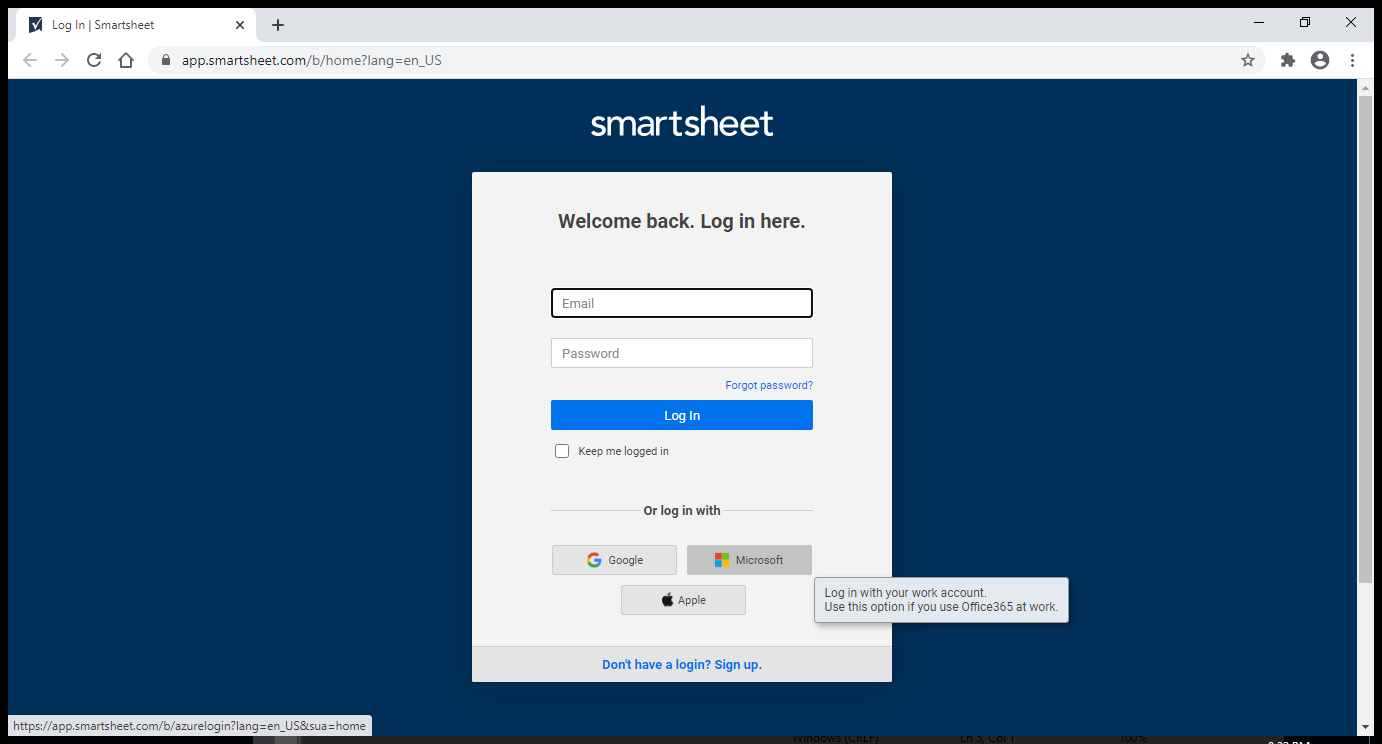 Log In | Smartsheet
app.smartsheet.com/b/home?lang=en_US
smartsheet
Welcome back. Log in here.
Email
Password
Forgot password?
Log In
Keep me logged in
Or log in with
Google
Microsoft
Apple
Log in with your work account.
Use this option if you use Office365 at work.
Don't have a login? Sign up.
https://app.smartsheet.com/b/azurelogin?lang=en_US&sua=home
Windows (CRLF)
Ln 5, Col 1
100%